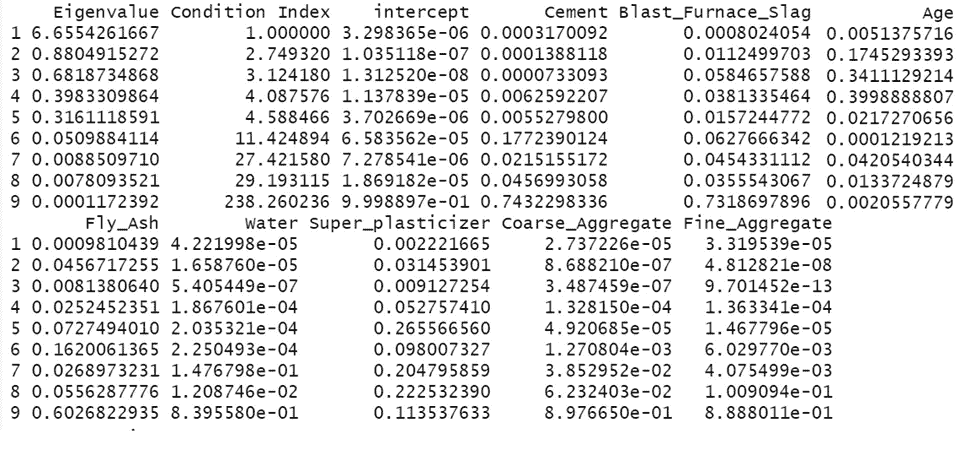 Eigenvalue Condition Index intercept Cement Blast_Furnace_Slag Age
1 6.6554261667 1.000000 3.298365e-06 0.0003170092 0.0008024054 0.0051375716
2 0.8804915272 2.749320 1.035118e-07 0.0001388118 0.0112499703 0.1745293393
3 0.6818734868 3.124180 1.312520e-08 0.0000733093 0.0584657588 0.3411129214
4 0.3983309864 4.087576 1.137839e-05 0.0062592207 0.0381335464 0.3998888807
5 0.3161118591 4.588466 3.702669e-06 0.0055279800 0.0157244772 0.0217270656
6 0.0509884114 11.424894 6.583562e-05 0.1772390124 0.0627666342 0.0001219213
7 0.0088509710 27.421580 7.278541e-06 0.0215155172 0.0454331112 0.0420540344
8 0.0078093521 29.193115 1.869182e-05 0.0456993058 0.0355543067 0.0133724879
9 0.0001172392 238.260236 9.998897e-01 0.7432298336 0.7318697896 0.0020557779
Fly_Ash Water Super_plasticizer Coarse_Aggregate Fine_Aggregate
1 0.0009810439 4.221998e-05 0.002221665 2.737226e-05 3.319539e-05
2 0.0456717255 1.658760e-05 0.031453901 8.688210e-07 4.812821e-08
3 0.0081380640 5.405449e-07 0.009127254 3.487459e-07 9.701452e-13
4 0.0252452351 1.867601e-04 0.052757410 1.328150e-04 1.363341e-04
5 0.0727494010 2.035321e-04 0.265566560 4.920685e-05 1.467796e-05
6 0.1620061365 2.250493e-04 0.098007327 1.270804e-03 6.029770e-03
7 0.0268973231 1.476798e-01 0.204795859 3.852952e-02 4.075499e-03
8 0.0556287776 1.208746e-02 0.222532390 6.232403e-02 1.009094e-01
9 0.6026822935 8.395580e-01 0.113537633 8.976650e-01 8.888011e-01